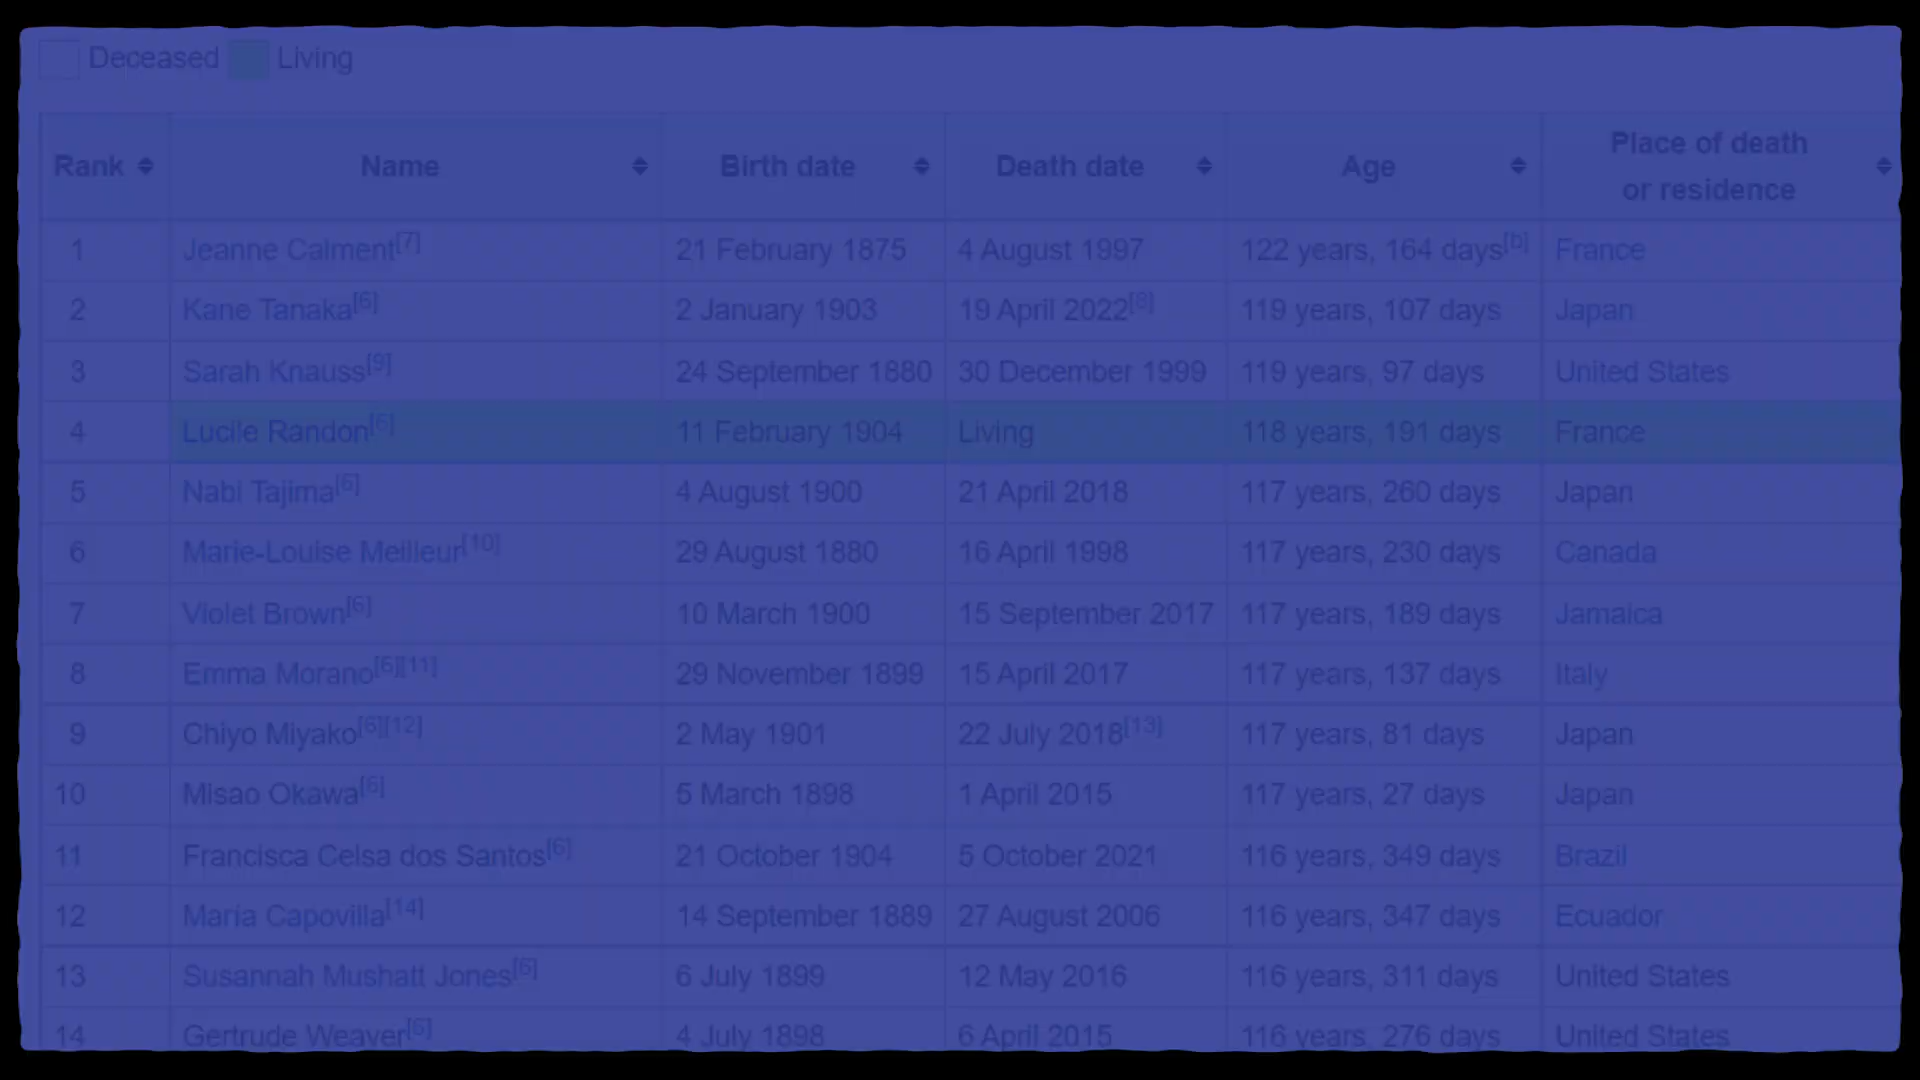 Deceased Living
Rank Name Birth date Death date Age Place of death or residence
1 Jeanne Calment[7] 21 February 1875 4 August 1997 122 years, 164 days[b] France
2 Kane Tanaka[6] 2 January 1903 19 April 2022[8] 119 years, 107 days Japan
3 Sarah Knauss[9] 24 September 1880 30 December 1999 119 years, 97 days United States
4 Lucile Randon[6] 11 February 1904 Living 118 years, 191 days France
5 Nabi Tajima[6] 4 August 1900 21 April 2018 117 years, 260 days Japan
6 Marie-Louise Meilleur[10] 29 August 1880 16 April 1998 117 years, 230 days Canada
7 Violet Brown[6] 10 March 1900 15 September 2017 117 years, 189 days Jamaica
8 Emma Morano[6][11] 29 November 1899 15 April 2017 117 years, 137 days Italy
9 Chiyo Miyako[6][12] 2 May 1901 22 July 2018[13] 117 years, 81 days Japan
10 Misao Okawa[6] 5 March 1898 1 April 2015 117 years, 27 days Japan
11 Francisca Celsa dos Santos[6] 21 October 1904 5 October 2021 116 years, 349 days Brazil
12 María Capovilla[14] 14 September 1889 27 August 2006 116 years, 347 days Ecuador
13 Susannah Mushatt Jones[6] 6 July 1899 12 May 2016 116 years, 311 days United States
14 Gertrude Weaver[6] 4 July 1898 6 April 2015 116 years, 276 days United States